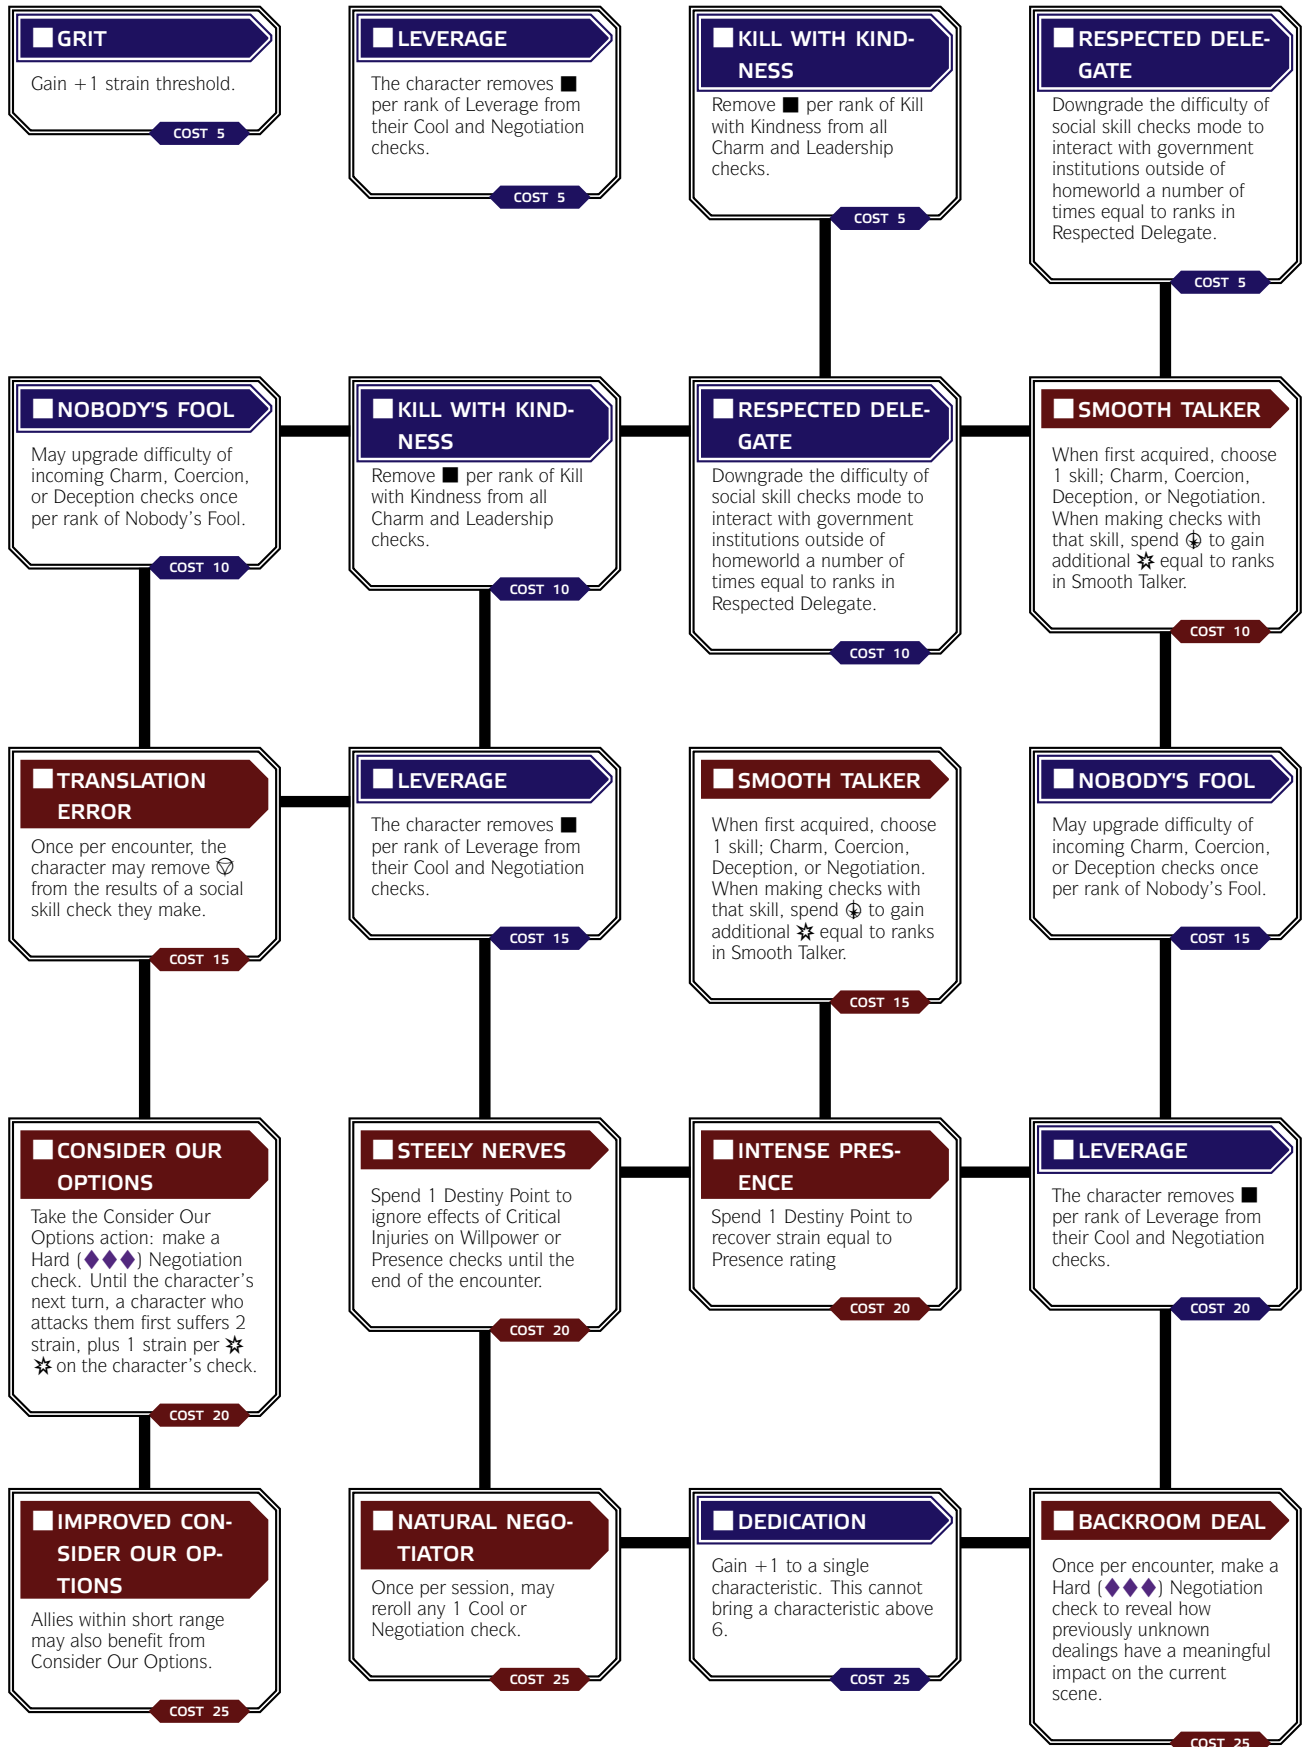 GRIT
Gain +1 strain threshold.
COST 5
LEVERAGE
The character removes ■
per rank of Leverage from
their Cool and Negotiation
checks.
COST 5
KILL WITH KIND-
NESS
Remove ■ per rank of Kill
with Kindness from all
Charm and Leadership
checks.
COST 5
RESPECTED DELE-
GATE
Downgrade the difficulty of
social skill checks mode to
interact with government
institutions outside of
homeworld a number of
times equal to ranks in
Respected Delegate.
COST 5
NOBODY'S FOOL
May upgrade difficulty of
incoming Charm, Coercion,
or Deception checks once
per rank of Nobody's Fool.
COST 10
KILL WITH KIND-
NESS
Remove ■ per rank of Kill
with Kindness from all
Charm and Leadership
checks.
COST 10
RESPECTED DELE-
GATE
Downgrade the difficulty of
social skill checks mode to
interact with government
institutions outside of
homeworld a number of
times equal to ranks in
Respected Delegate.
COST 10
SMOOTH TALKER
When first acquired, choose
1 skill; Charm, Coercion,
Deception, or Negotiation.
When making checks with
that skill, spend to gain
additional equal to ranks
in Smooth Talker.
COST 10
TRANSLATION
ERROR
Once per encounter, the
character may remove
from the results of a social
skill check they make.
COST 15
LEVERAGE
The character removes ■
per rank of Leverage from
their Cool and Negotiation
checks.
COST 15
SMOOTH TALKER
When first acquired, choose
1 skill; Charm, Coercion,
Deception, or Negotiation.
When making checks with
that skill, spend to gain
additional equal to ranks
in Smooth Talker.
COST 15
NOBODY'S FOOL
May upgrade difficulty of
incoming Charm, Coercion,
or Deception checks once
per rank of Nobody's Fool.
COST 15
CONSIDER OUR
OPTIONS
Take the Consider Our
Options action: make a
Hard (◆◆◆) Negotiation
check. Until the character's
next turn, a character who
attacks them first suffers 2
strain, plus 1 strain per
on the character's check.
COST 20
STEELY NERVES
Spend 1 Destiny Point to
ignore effects of Critical
Injuries on Willpower or
Presence checks until the
end of the encounter.
COST 20
INTENSE PRES-
ENCE
Spend 1 Destiny Point to
recover strain equal to
Presence rating
COST 20
LEVERAGE
The character removes ■
per rank of Leverage from
their Cool and Negotiation
checks.
COST 20
IMPROVED CON-
SIDER OUR OP-
TIONS
Allies within short range
may also benefit from
Consider Our Options.
COST 25
NATURAL NEGO-
TIATOR
Once per session, may
reroll any 1 Cool or
Negotiation check.
COST 25
DEDICATION
Gain +1 to a single
characteristic. This cannot
bring a characteristic above
6.
COST 25
BACKROOM DEAL
Once per encounter, make a
Hard (◆◆◆) Negotiation
check to reveal how
previously unknown
dealings have a meaningful
impact on the current
scene.
COST 25